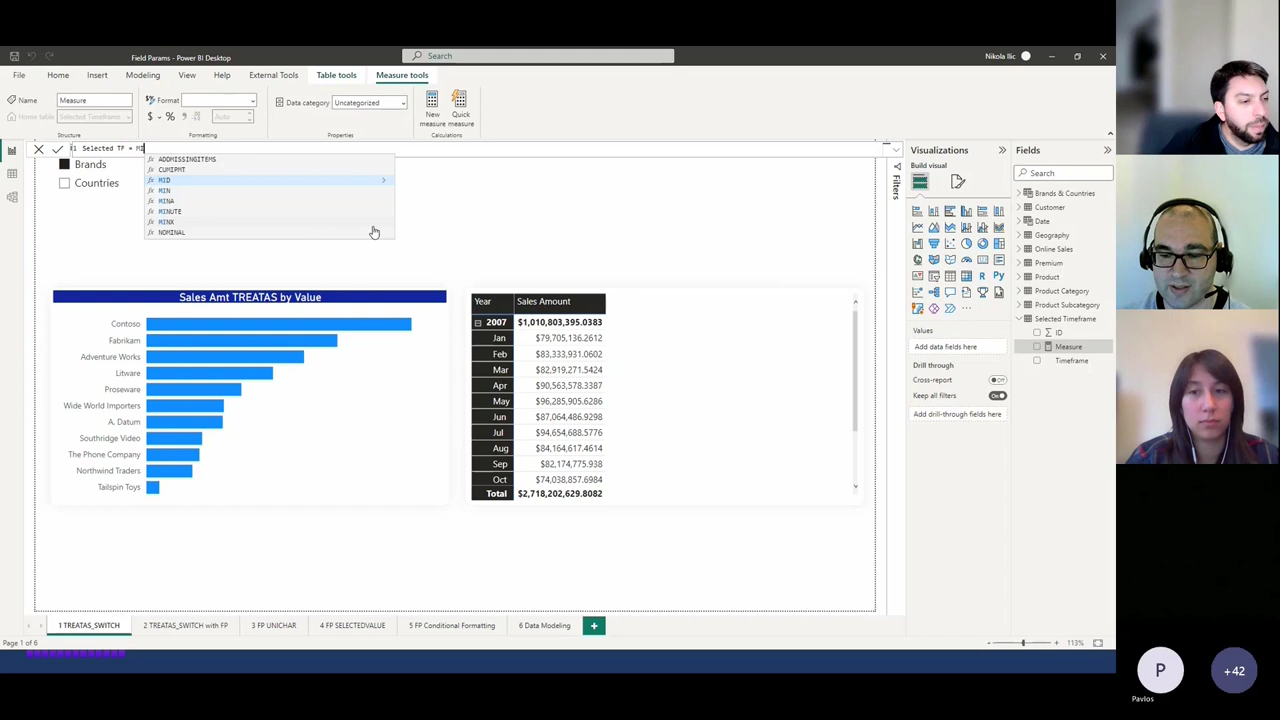 Field Params - Power BI Desktop
Search
Nikola Ilic
File Home Insert Modeling View Help External Tools Table tools Measure tools
Name Measure
Home table Selected Timeframe
Structure
Format
$ % Auto
Formatting
Data category Uncategorized
Properties
New measure
Quick measure
Calculations
1 Selected TF = MI
ADDMISSINGITEMS
CUMIPMT
MID
MIN
MINA
MINUTE
MINX
NOMINAL
Brands
Countries
Sales Amt TREATAS by Value
Contoso
Fabrikam
Adventure Works
Litware
Proseware
Wide World Importers
A. Datum
Southridge Video
The Phone Company
Northwind Traders
Tailspin Toys
Year Sales Amount
2007 $1,010,803,395.0383
Jan $79,705,136.2612
Feb $83,333,931.0602
Mar $82,919,271.5424
Apr $90,563,578.3387
May $96,285,905.6286
Jun $87,064,486.9298
Jul $94,654,688.5776
Aug $84,164,617.4614
Sep $82,174,775.938
Oct $74,038,857.6984
Total $2,718,202,629.8082
Filters
Visualizations
Build visual
Values
Add data fields here
Drill through
Cross-report Off
Keep all filters On
Add drill-through fields here
Fields
Search
Brands & Countries
Customer
Date
Geography
Online Sales
Premium
Product
Product Category
Product Subcategory
Selected Timeframe
ID
Measure
Timeframe
1 TREATAS_SWITCH 2 TREATAS_SWITCH with FP 3 FP UNICHAR 4 FP SELECTEDVALUE 5 FP Conditional Formatting 6 Data Modeling
Page 1 of 6
113%
P
Pavlos
+42